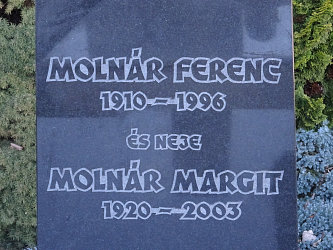 MOLNÁR FERENC
1910 – 1996
ÉS NEJE
MOLNÁR MARGIT
1920 – 2003